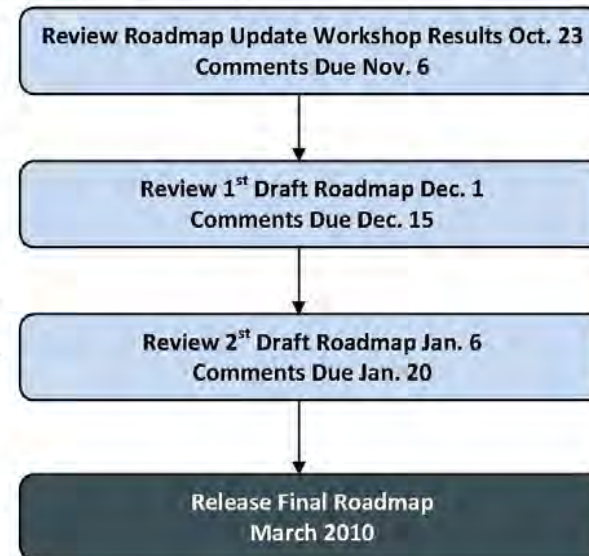 Review Roadmap Update Workshop Results Oct. 23
Comments Due Nov. 6
Review 1st Draft Roadmap Dec. 1
Comments Due Dec. 15
Review 2st Draft Roadmap Jan. 6
Comments Due Jan. 20
Release Final Roadmap
March 2010